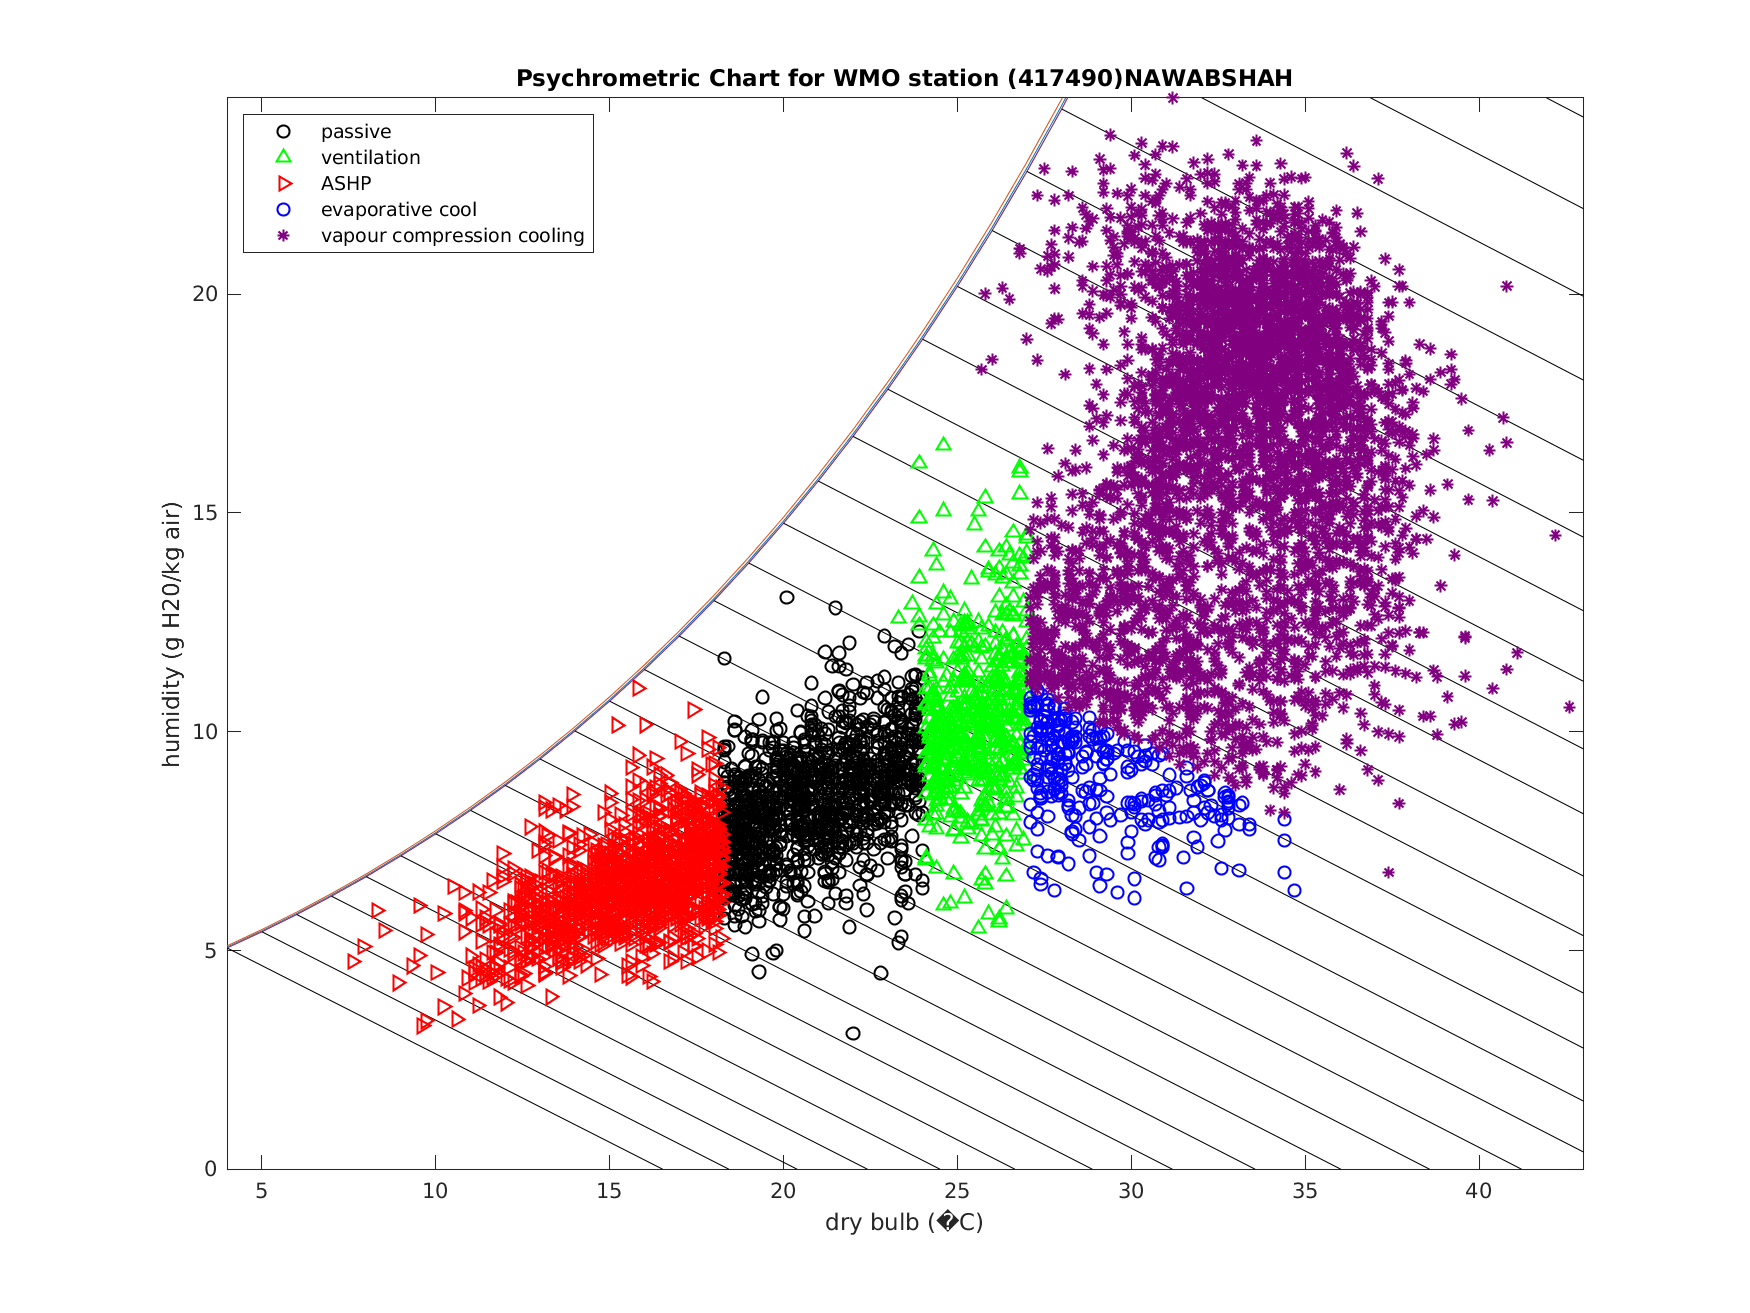 Psychrometric Chart for WMO station (417490)NAWABSHAH
passive
ventilation
ASHP
evaporative cool
vapour compression cooling
humidity (g H20/kg air)
20
15
10
5
0
5
10
15
20
25
30
35
40
dry bulb (�C)